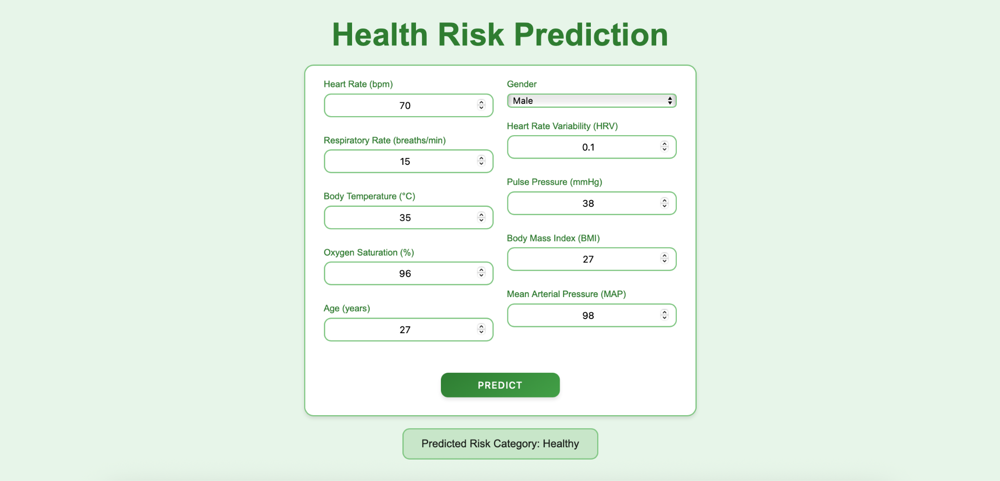 Health Risk Prediction
Heart Rate (bpm)
70
Respiratory Rate (breaths/min)
15
Body Temperature (°C)
35
Oxygen Saturation (%)
96
Age (years)
27
Gender
Male
Heart Rate Variability (HRV)
0.1
Pulse Pressure (mmHg)
38
Body Mass Index (BMI)
27
Mean Arterial Pressure (MAP)
98
PREDICT
Predicted Risk Category: Healthy